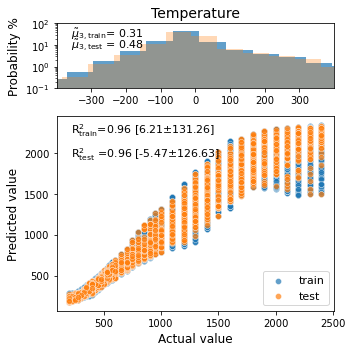 Temperature
Probability %
10²
10¹
10⁰
10⁻¹
μ̃₃,train= 0.31
μ̃₃,test = 0.48
−300 −200 −100 0 100 200 300
R²train=0.96 [6.21±131.26]
R²test =0.96 [-5.47±126.63]
Predicted value
2000
1500
1000
500
train
test
500 1000 1500 2000 2500
Actual value